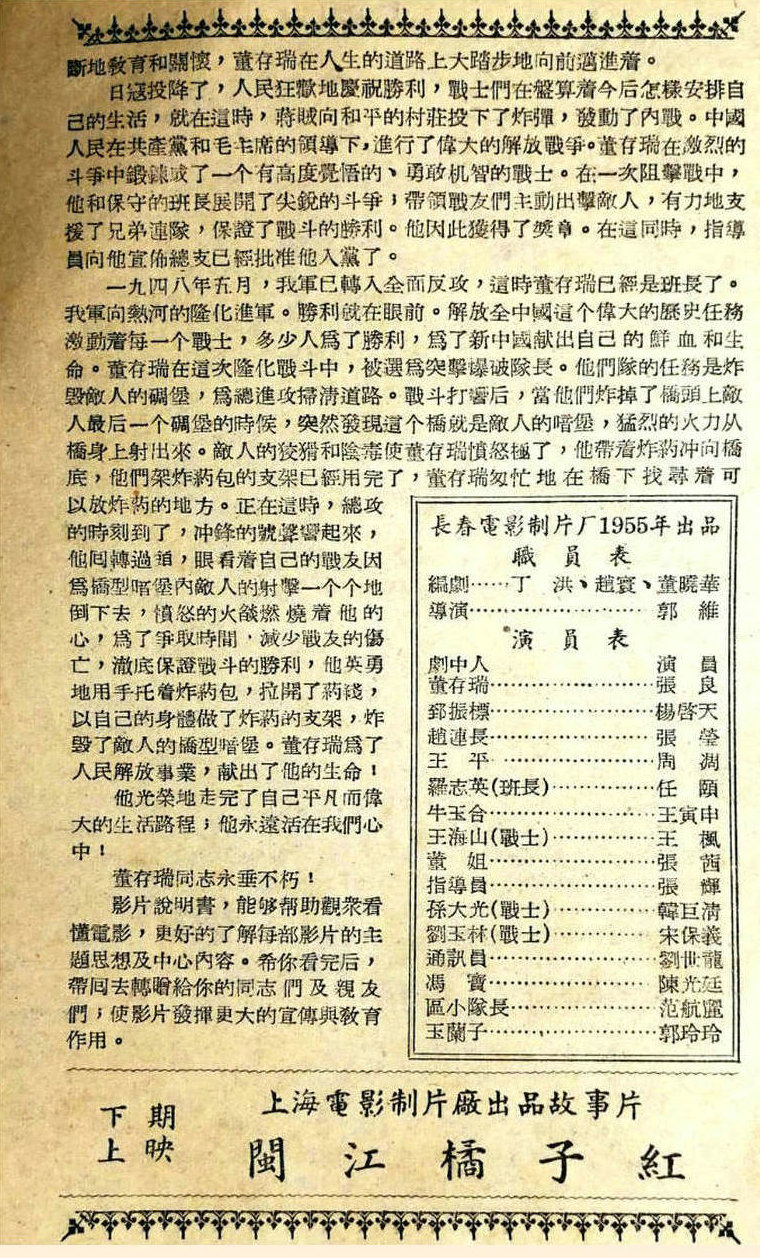 斷地敎育和關懷，董存瑞在人生的道路上大踏步地向前邁進着。
日寇投降了，人民狂歡地慶祝勝利，戰士們在盤算着今后怎樣安排自
己的生活，就在這時，蔣賊向和平的村莊投下了炸彈，發動了內戰。中國
人民在共產黨和毛主席的領導下，進行了偉大的解放戰爭。董存瑞在激烈的
斗爭中鍛鍊成了一个有高度覺悟的、勇敢机智的戰士。在一次阻擊戰中，
他和保守的班長展開了尖銳的斗爭；帶領戰友們主動出擊敵人，有力地支
援了兄弟連隊，保證了戰斗的勝利。他因此獲得了奬章。在這同時，指導
員向他宣佈總支已經批准他入黨了。
一九四八年五月，我軍已轉入全面反攻，這時董存瑞已經是班長了。
我軍向熱河的隆化進軍。勝利就在眼前。解放全中國這个偉大的歷史任務
激動着每一个戰士，多少人爲了勝利，爲了新中國献出自己的鮮血和生
命。董存瑞在這次隆化戰斗中，被選爲突擊爆破隊長。他們隊的任務是炸
毀敵人的碉堡，爲總進攻掃淸道路。戰斗打響后，當他們炸掉了橋頭上敵
人最后一个碉堡的時候，突然發現這个橋就是敵人的暗堡，猛烈的火力从
橋身上射出來。敵人的狡猾和陰毒使董存瑞憤怒極了，他帶着炸葯冲向橋
底，他們架炸葯包的支架已經用完了，董存瑞匆忙地在橋下找尋着可
以放炸葯的地方。正在這時，總攻
的時刻到了，冲鋒的號聲響起來，
他回轉過頭，眼看着自己的戰友因
爲橋型暗堡內敵人的射擊一个个地
倒下去，憤怒的火燄燃燒着他的
心，爲了爭取時間，減少戰友的傷
亡，澈底保證戰斗的勝利，他英勇
地用手托着炸葯包，拉開了葯綫，
以自己的身體做了炸葯的支架，炸
毀了敵人的橋型暗堡。董存瑞爲了
人民解放事業，献出了他的生命！
他光榮地走完了自己平凡而偉
大的生活路程；他永遠活在我們心
中！
董存瑞同志永垂不朽！
影片說明書，能够帮助觀衆看
懂電影，更好的了解每部影片的主
題思想及中心內容。希你看完后，
帶回去轉贈給你的同志們及親友
們；使影片發揮更大的宣傳與敎育
作用。
長春電影制片厂1955年出品
職員表
編劇……丁洪、趙寰、董曉華
導演……………………郭維
演員表
劇中人 演員
董存瑞……………………張良
郅振標……………………楊啓天
趙連長……………………張瑩
王平……………………周凋
羅志英(班長)……………任頤
牛玉合……………………王寅申
王海山(戰士)……………王楓
董姐……………………張茜
指導員……………………張輝
孫大光(戰士)……………韓巨淸
劉玉林(戰士)……………宋保義
通訊員……………………劉世龍
馮寶……………………陳光廷
區小隊長…………………范航麗
玉蘭子……………………郭玲玲
下期上映
上海電影制片廠出品故事片
閩江橘子紅